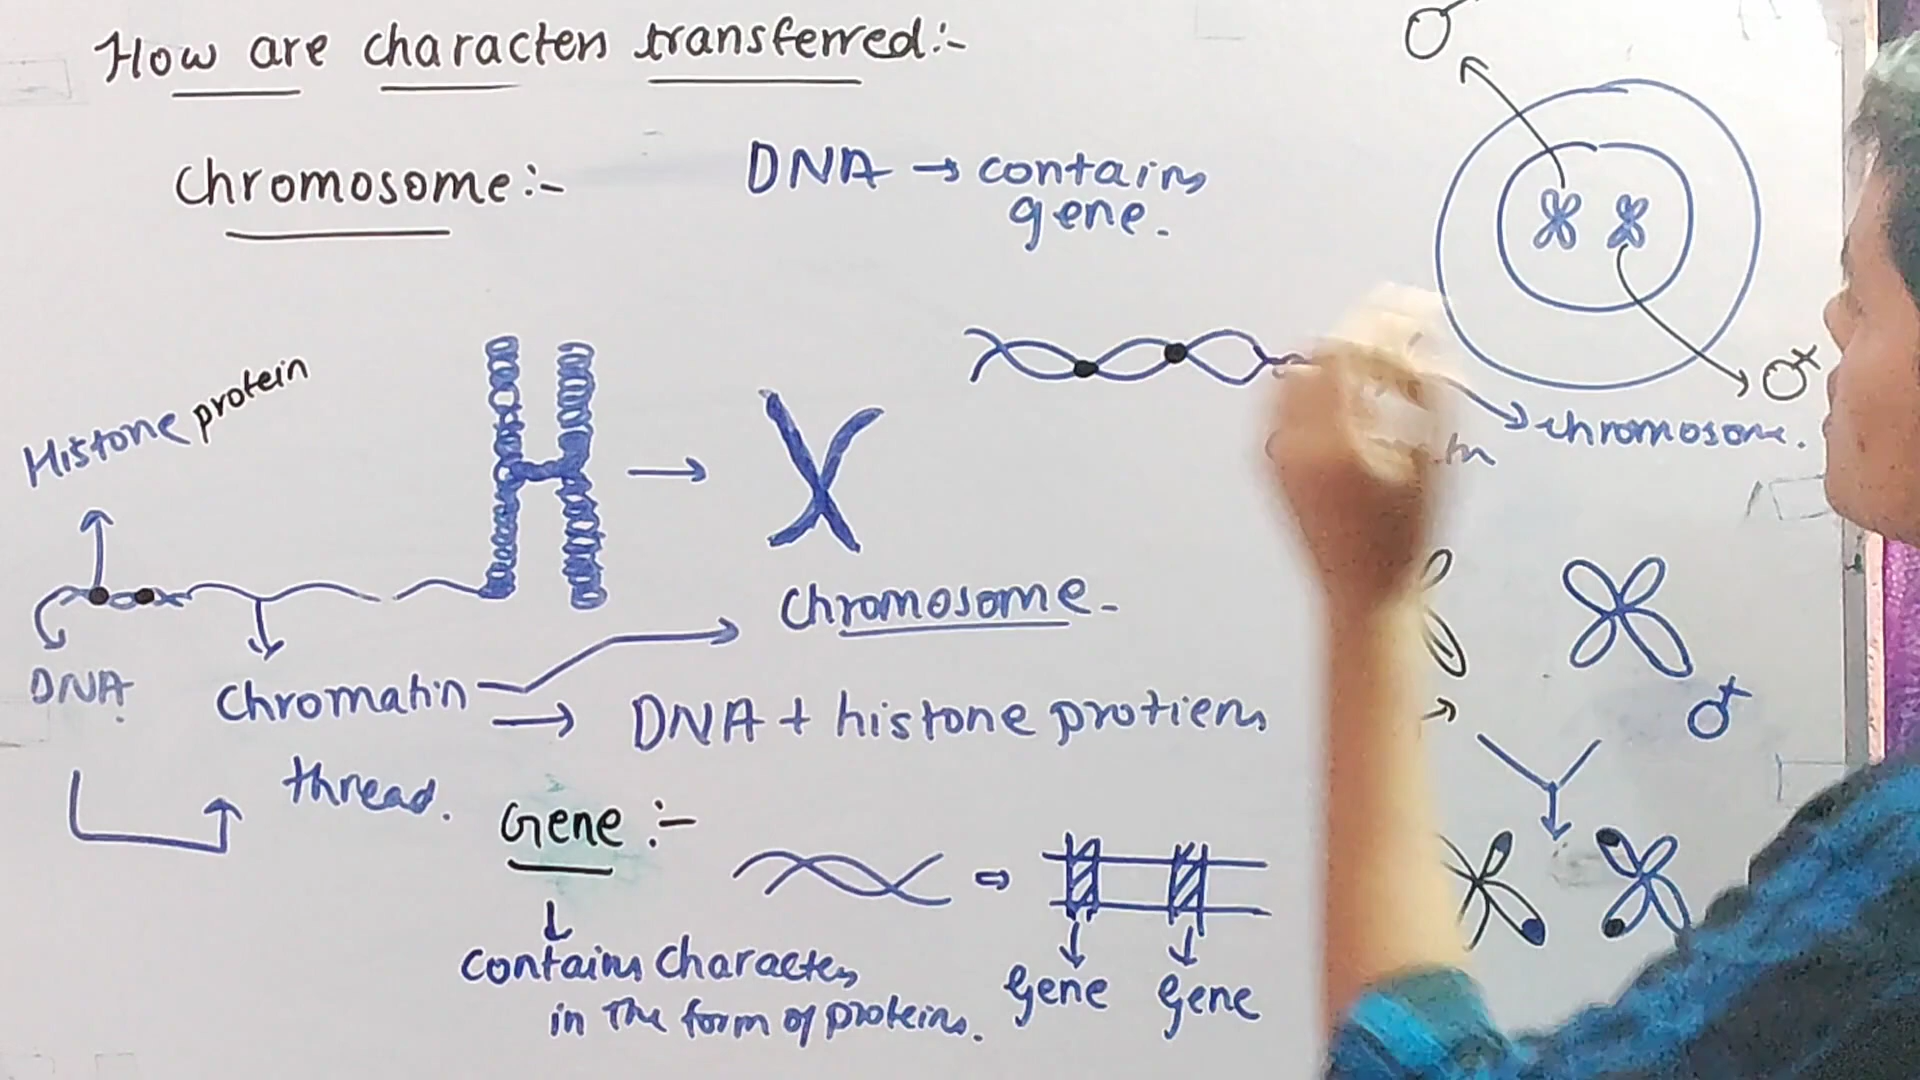 How are characters transferred:-
Chromosome:-
DNA → contains
gene.
Histone protein
chromosome.
Chromosome-
DNA
Chromatin
thread.
DNA + histone protiens
Gene :-
contains characters
in the form of proteins.
Gene Gene